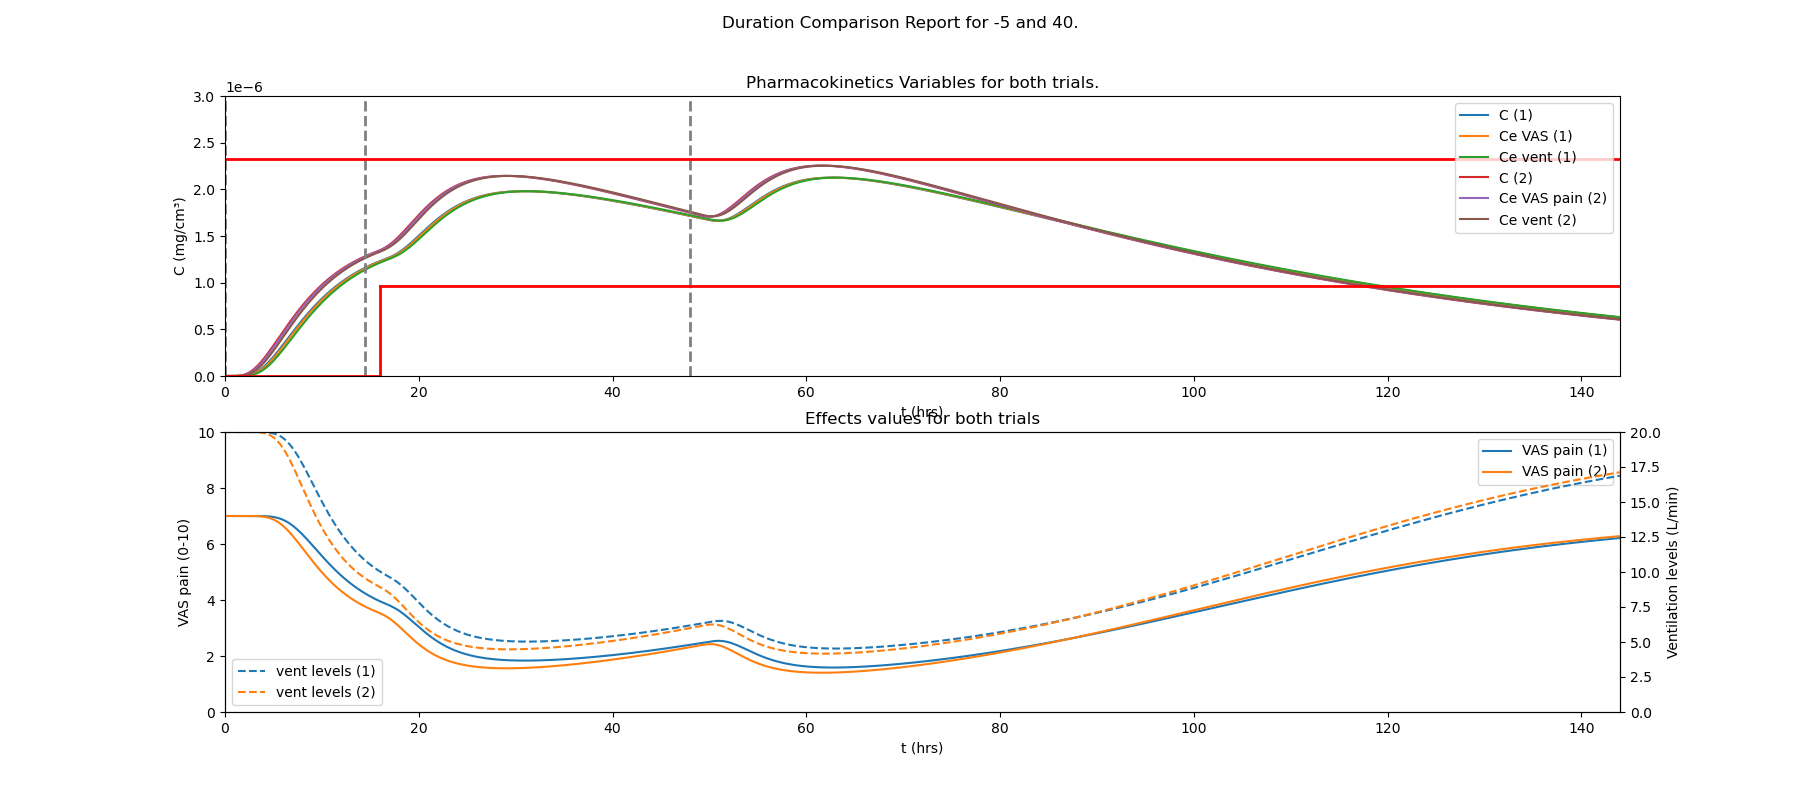 Duration Comparison Report for -5 and 40.
Pharmacokinetics Variables for both trials.
1e−6
3.0
2.5
2.0
1.5
1.0
0.5
0.0
C (mg/cm³)
C (1)
Ce VAS (1)
Ce vent (1)
C (2)
Ce VAS pain (2)
Ce vent (2)
0 20 40 60 80 100 120 140
t (hrs)
Effects values for both trials
10
8
6
4
2
0
VAS pain (0-10)
VAS pain (1)
VAS pain (2)
vent levels (1)
vent levels (2)
20.0
17.5
15.0
12.5
10.0
7.5
5.0
2.5
0.0
Ventilation levels (L/min)
0 20 40 60 80 100 120 140
t (hrs)